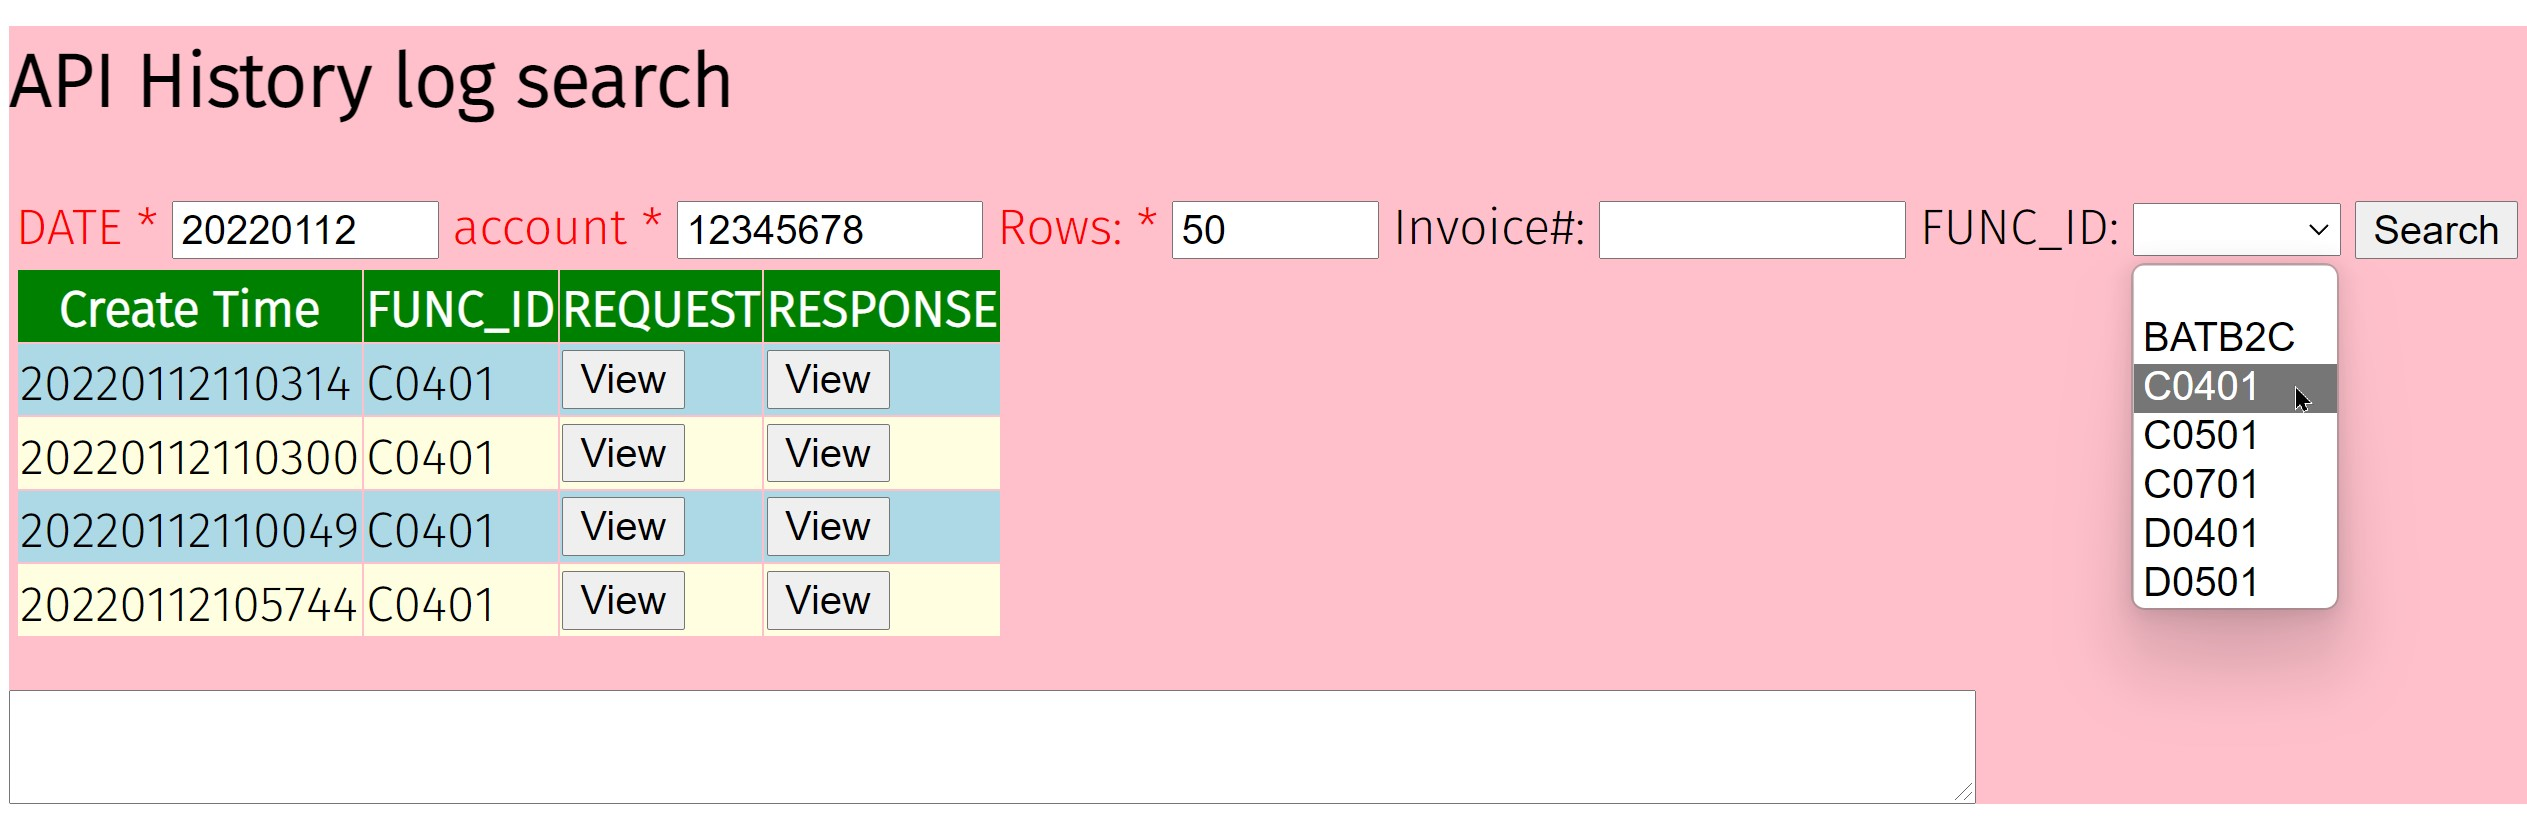 API History log search
DATE * 20220112 account * 12345678 Rows: * 50 Invoice#: FUNC_ID: Search
Create Time FUNC_ID REQUEST RESPONSE
20220112110314 C0401 View View
20220112110300 C0401 View View
20220112110049 C0401 View View
20220112105744 C0401 View View
BATB2C
C0401
C0501
C0701
D0401
D0501